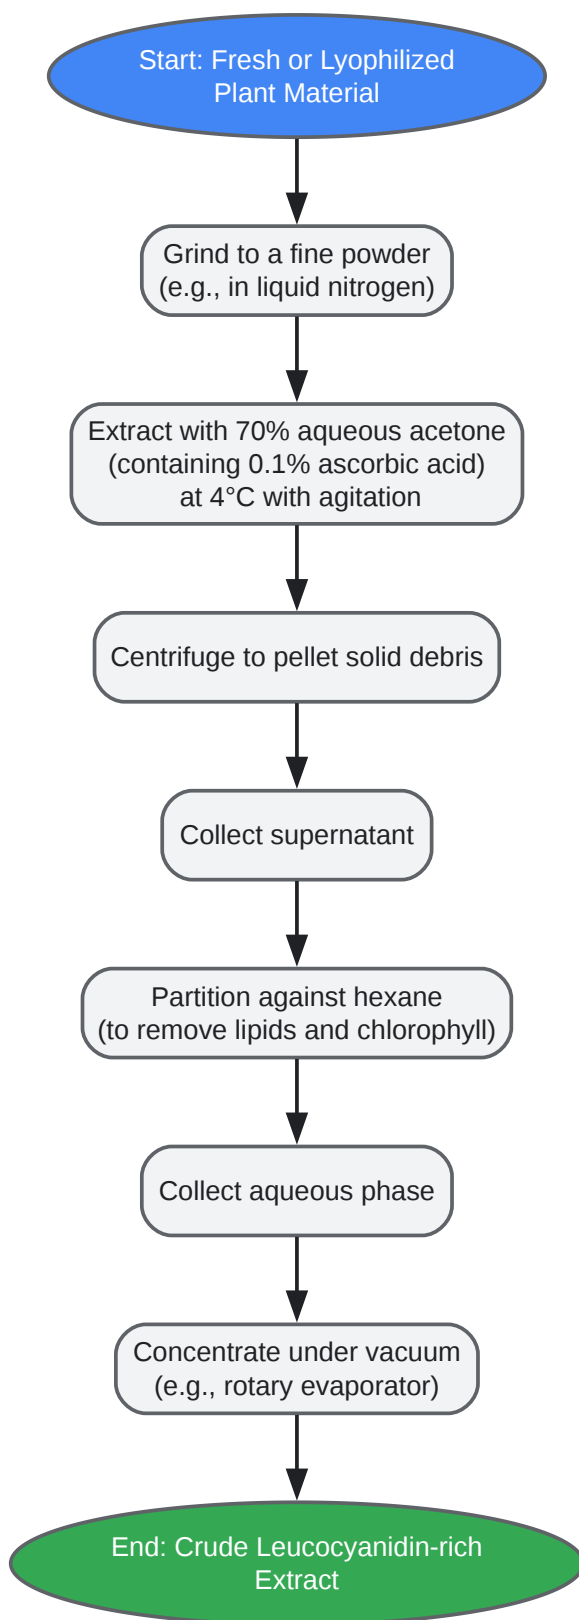 Start: Fresh or Lyophilized
Plant Material
Grind to a fine powder
(e.g., in liquid nitrogen)
Extract with 70% aqueous acetone
(containing 0.1% ascorbic acid)
at 4°C with agitation
Centrifuge to pellet solid debris
Collect supernatant
Partition against hexane
(to remove lipids and chlorophyll)
Collect aqueous phase
Concentrate under vacuum
(e.g., rotary evaporator)
End: Crude Leucocyanidin-rich
Extract